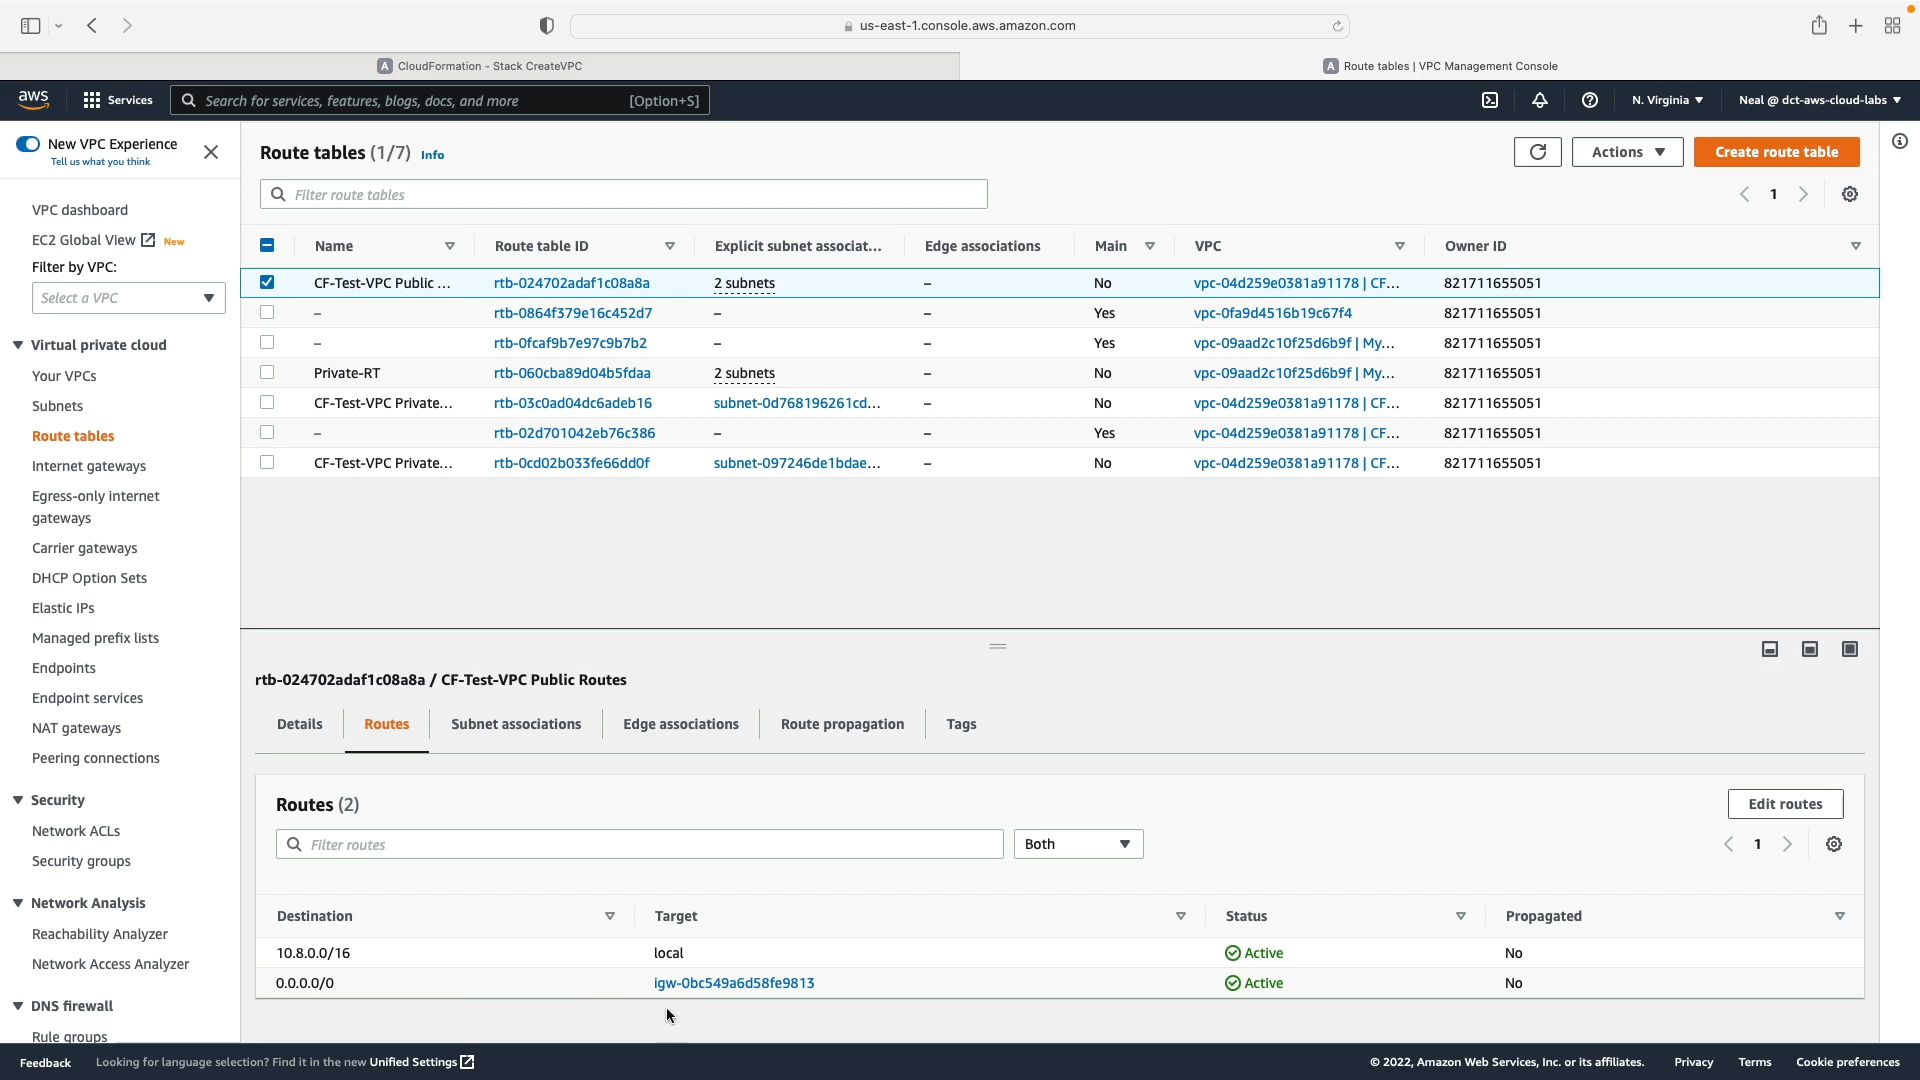 us-east-1.console.aws.amazon.com
A CloudFormation - Stack CreateVPC
A Route tables | VPC Management Console
aws Services Search for services, features, blogs, docs, and more [Option+S] N. Virginia Neal @ dct-aws-cloud-labs
New VPC Experience
Tell us what you think
VPC dashboard
EC2 Global View New
Filter by VPC:
Select a VPC
Virtual private cloud
Your VPCs
Subnets
Route tables
Internet gateways
Egress-only internet
gateways
Carrier gateways
DHCP Option Sets
Elastic IPs
Managed prefix lists
Endpoints
Endpoint services
NAT gateways
Peering connections
Security
Network ACLs
Security groups
Network Analysis
Reachability Analyzer
Network Access Analyzer
DNS firewall
Rule groups
Route tables (1/7) Info
Actions
Create route table
Filter route tables
1
Name Route table ID Explicit subnet associat... Edge associations Main VPC Owner ID
CF-Test-VPC Public ... rtb-024702adaf1c08a8a 2 subnets – No vpc-04d259e0381a91178 | CF... 821711655051
– rtb-0864f379e16c452d7 – – Yes vpc-0fa9d4516b19c67f4 821711655051
– rtb-0fcaf9b7e97c9b7b2 – – Yes vpc-09aad2c10f25d6b9f | My... 821711655051
Private-RT rtb-060cba89d04b5fdaa 2 subnets – No vpc-09aad2c10f25d6b9f | My... 821711655051
CF-Test-VPC Private... rtb-03c0ad04dc6adeb16 subnet-0d768196261cd... – No vpc-04d259e0381a91178 | CF... 821711655051
– rtb-02d701042eb76c386 – – Yes vpc-04d259e0381a91178 | CF... 821711655051
CF-Test-VPC Private... rtb-0cd02b033fe66dd0f subnet-097246de1bdae... – No vpc-04d259e0381a91178 | CF... 821711655051
rtb-024702adaf1c08a8a / CF-Test-VPC Public Routes
Details Routes Subnet associations Edge associations Route propagation Tags
Routes (2)
Edit routes
Filter routes
Both
1
Destination Target Status Propagated
10.8.0.0/16 local Active No
0.0.0.0/0 igw-0bc549a6d58fe9813 Active No
Feedback Looking for language selection? Find it in the new Unified Settings © 2022, Amazon Web Services, Inc. or its affiliates. Privacy Terms Cookie preferences